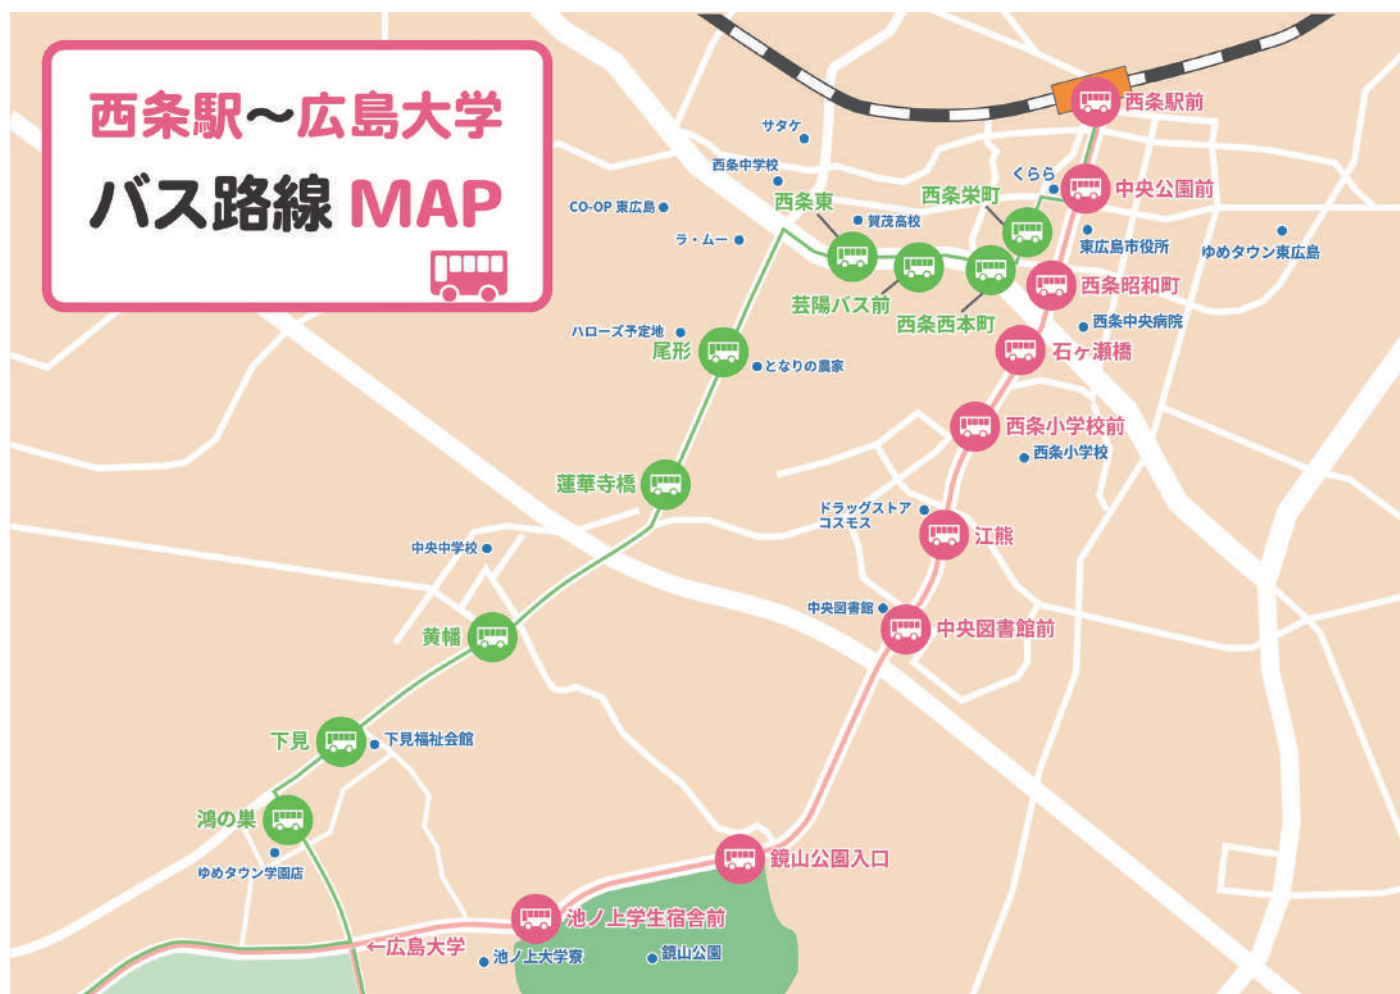 西条駅～広島大学
バス路線 MAP
西条駅前
サタケ
西条中学校
くらら
中央公園前
西条東
西条栄町
CO-OP 東広島
賀茂高校
ラ・ムー
東広島市役所
ゆめタウン東広島
芸陽バス前
西条昭和町
西条西本町
西条中央病院
ハローズ予定地
尾形
となりの農家
石ヶ瀬橋
西条小学校前
西条小学校
蓮華寺橋
ドラッグストア
コスモス
江熊
中央中学校
中央図書館
中央図書館前
黄幡
下見
下見福祉会館
鴻の巣
ゆめタウン学園店
鏡山公園入口
池ノ上学生宿舎前
←広島大学
池ノ上大学寮
鏡山公園